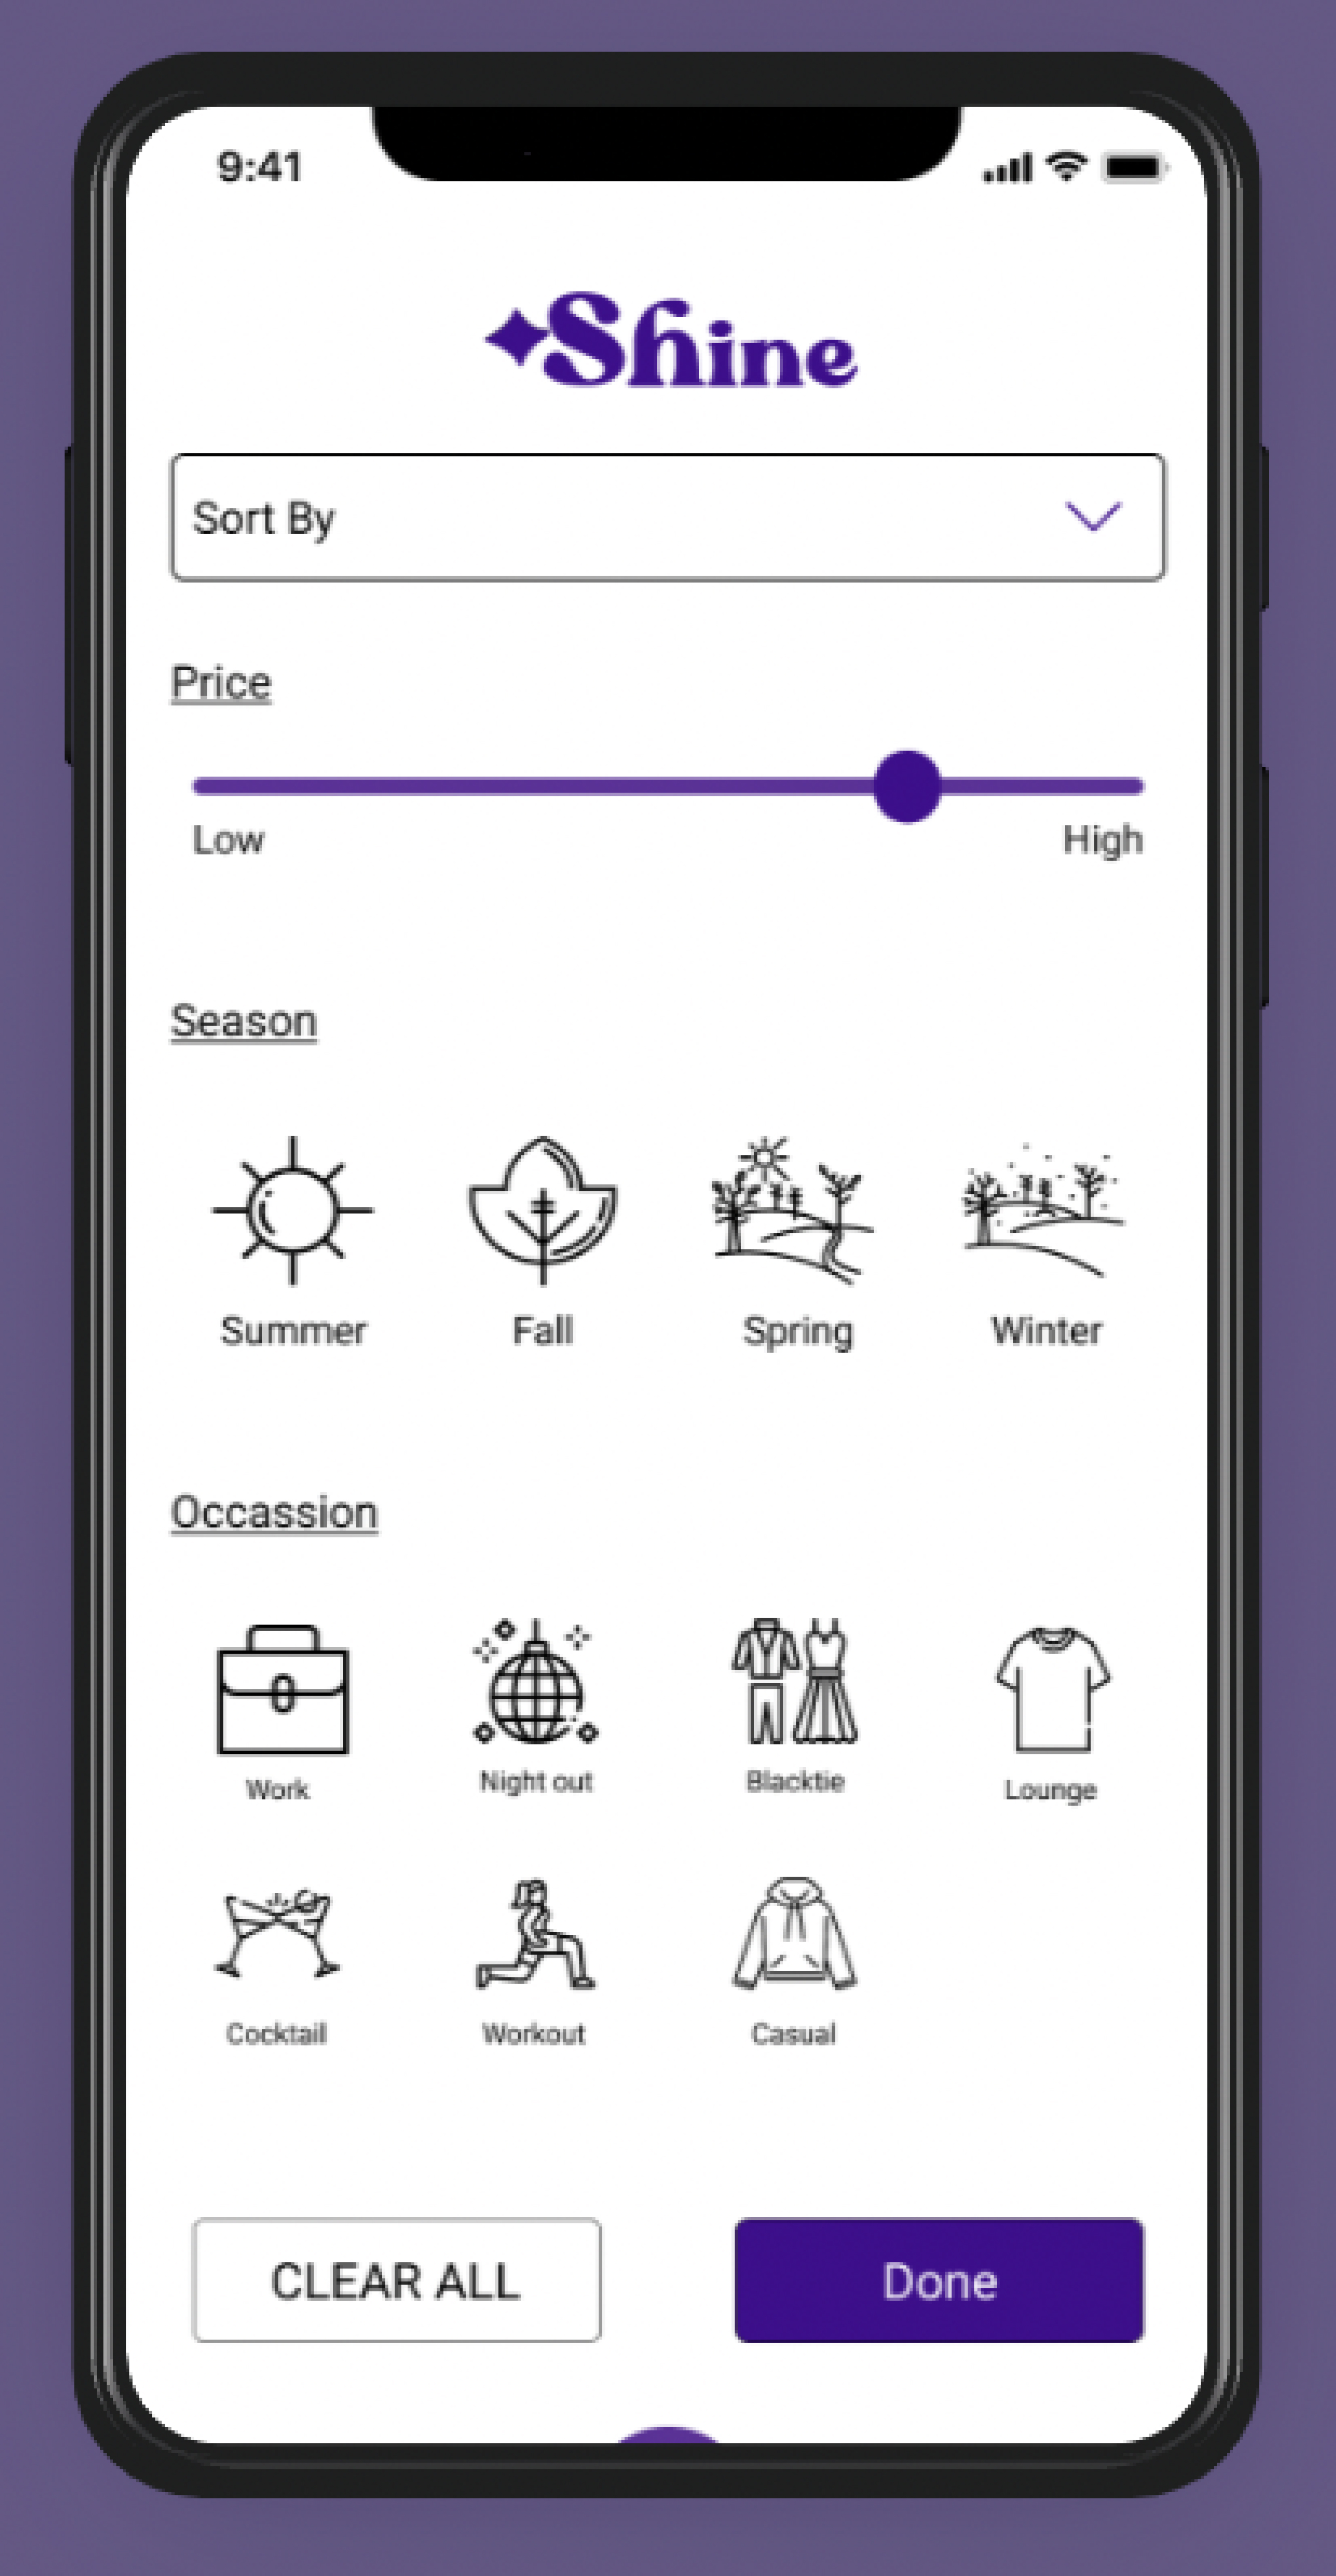 9:41
Shine
Sort By
Price
Low High
Season
Summer Fall Spring Winter
Occassion
Work Night out Blacktie Lounge
Cocktail Workout Casual
CLEAR ALL Done